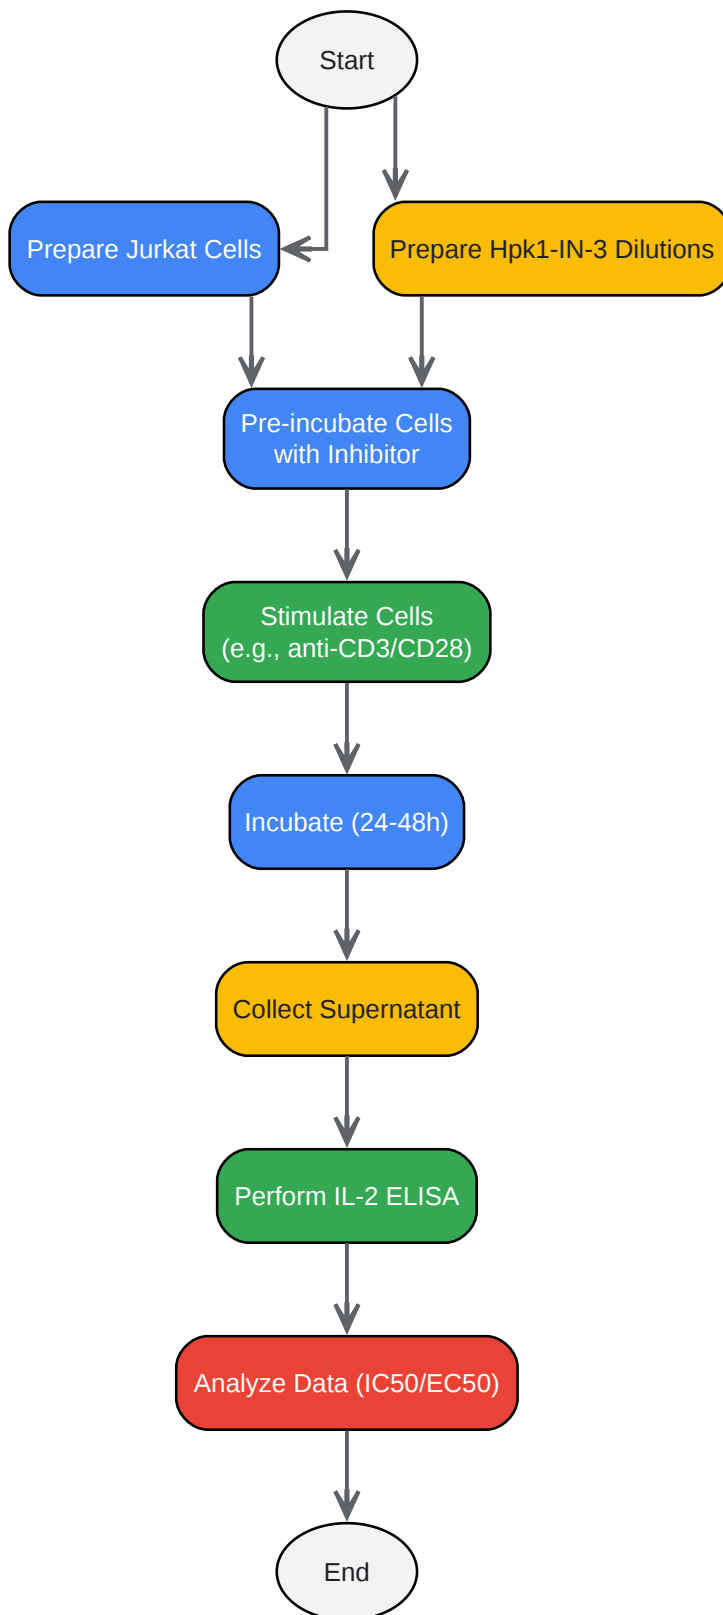 Start
Prepare Jurkat Cells
Prepare Hpk1-IN-3 Dilutions
Pre-incubate Cells
with Inhibitor
Stimulate Cells
(e.g., anti-CD3/CD28)
Incubate (24-48h)
Collect Supernatant
Perform IL-2 ELISA
Analyze Data (IC50/EC50)
End